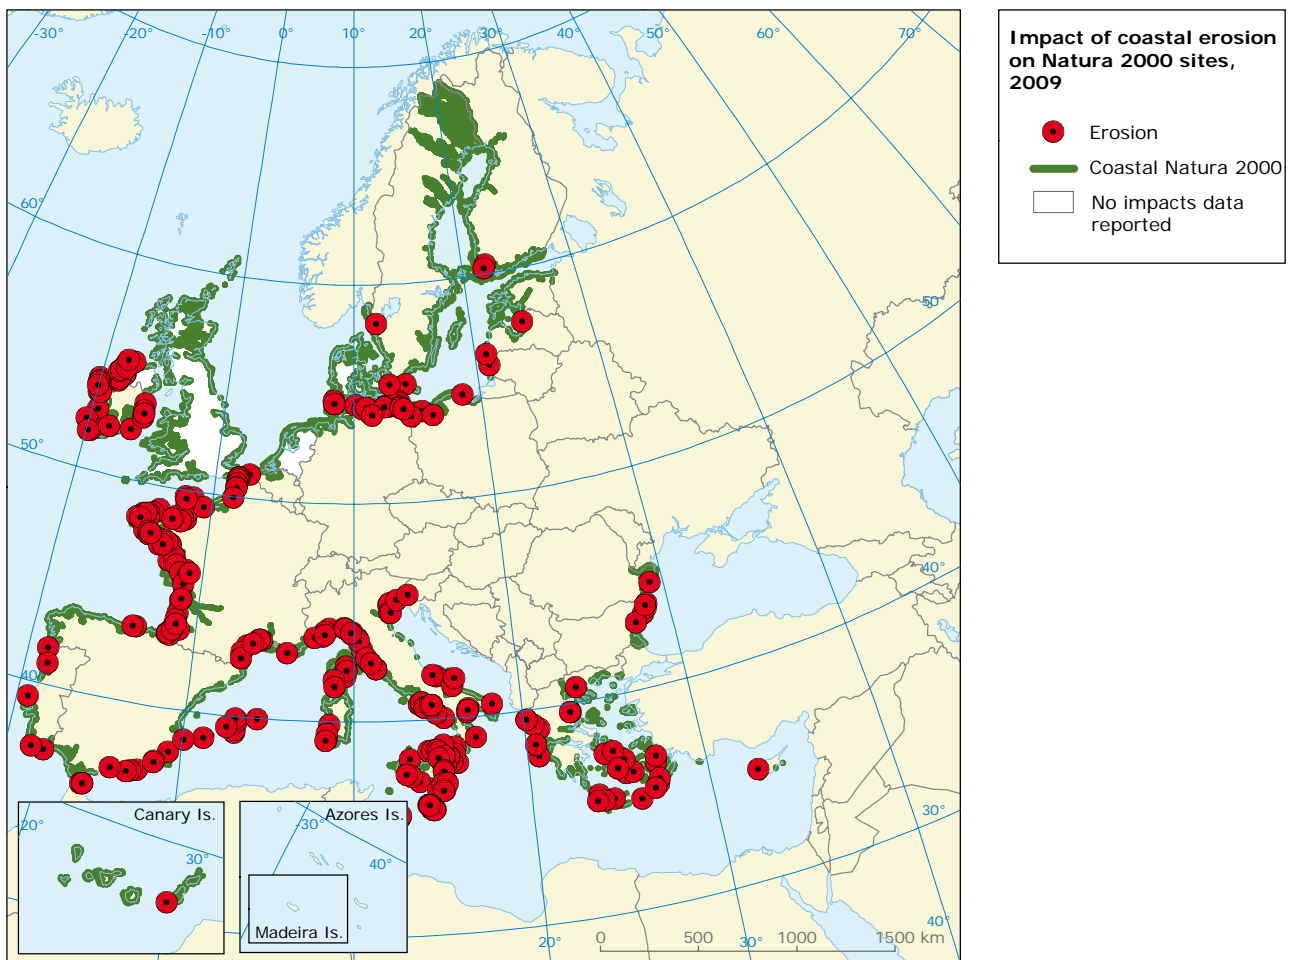 -30°
-20°
-10°
0°
10°
20°
30°
40°
50°
60°
70°
60°
50°
50°
40°
40°
30°
40°
20°
30°
Canary Is.
-20°
30°
Azores Is.
-30°
40°
Madeira Is.
0
500
1000
1500 km
Impact of coastal erosion
on Natura 2000 sites,
2009
Erosion
Coastal Natura 2000
No impacts data
reported